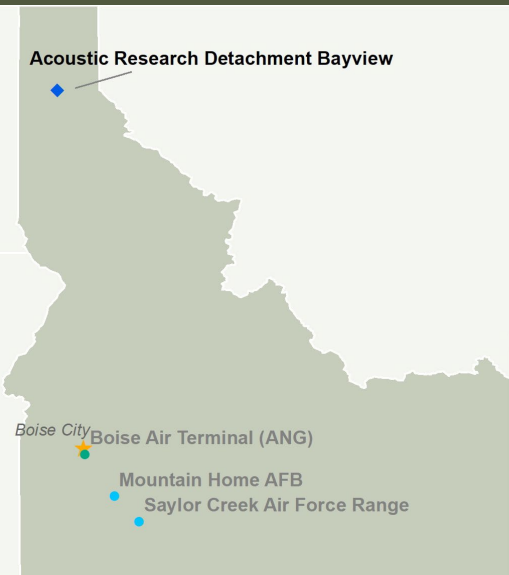 Acoustic Research Detachment Bayview
Boise City
Boise Air Terminal (ANG)
Mountain Home AFB
Saylor Creek Air Force Range